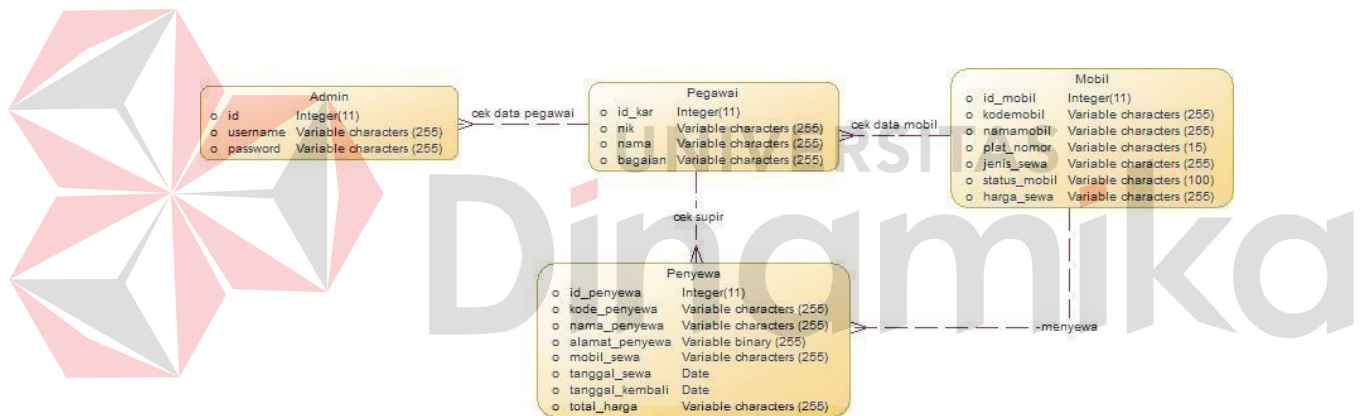 Admin
id Integer(11)
username Variable characters (255)
password Variable characters (255)
cek data pegawai
Pegawai
id_kar Integer(11)
nik Variable characters (255)
nama Variable characters (255)
bagaian Variable characters (255)
cek data mobil
Mobil
id_mobil Integer(11)
kodemobil Variable characters (255)
namamobil Variable characters (255)
plat_nomor Variable characters (15)
jenis_sewa Variable characters (255)
status_mobil Variable characters (100)
harga_sewa Variable characters (255)
cek supir
Penyewa
id_penyewa Integer(11)
kode_penyewa Variable characters (255)
nama_penyewa Variable characters (255)
alamat_penyewa Variable binary (255)
mobil_sewa Variable characters (255)
tanggal_sewa Date
tanggal_kembali Date
total_harga Variable characters (255)
menyewa
UNIVERSITAS
Dinamika